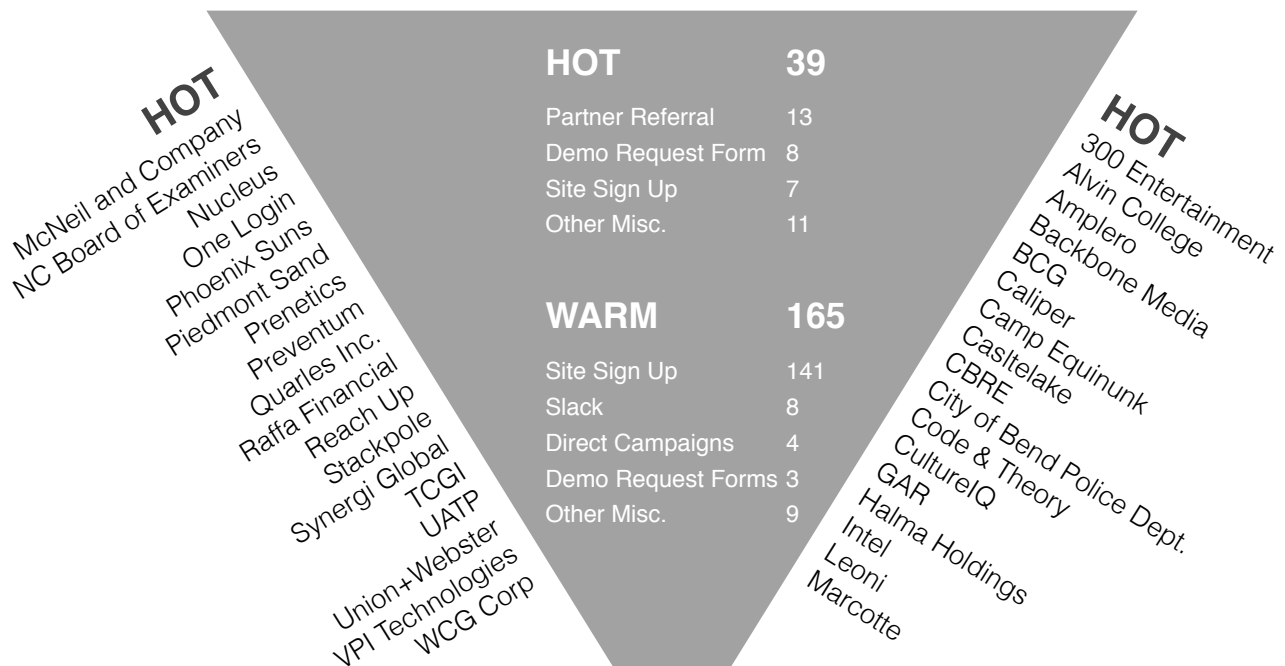 HOT
McNeil and Company
NC Board of Examiners
Nucleus
One Login
Phoenix Suns
Piedmont Sand
Prenetics
Preventum
Quarles Inc.
Raffa Financial
Reach Up
Stackpole
Synergi Global
TCGI
UATP
Union+Webster
VPI Technologies
WCG Corp
HOT 39
Partner Referral 13
Demo Request Form 8
Site Sign Up 7
Other Misc. 11
WARM 165
Site Sign Up 141
Slack 8
Direct Campaigns 4
Demo Request Forms 3
Other Misc. 9
HOT
300 Entertainment
Alvin College
Amplero
Backbone Media
BCG
Caliper
Camp Equinunk
Casltelake
CBRE
City of Bend Police Dept.
Code & Theory
CultureIQ
GAR
Halma Holdings
Intel
Leoni
Marcotte